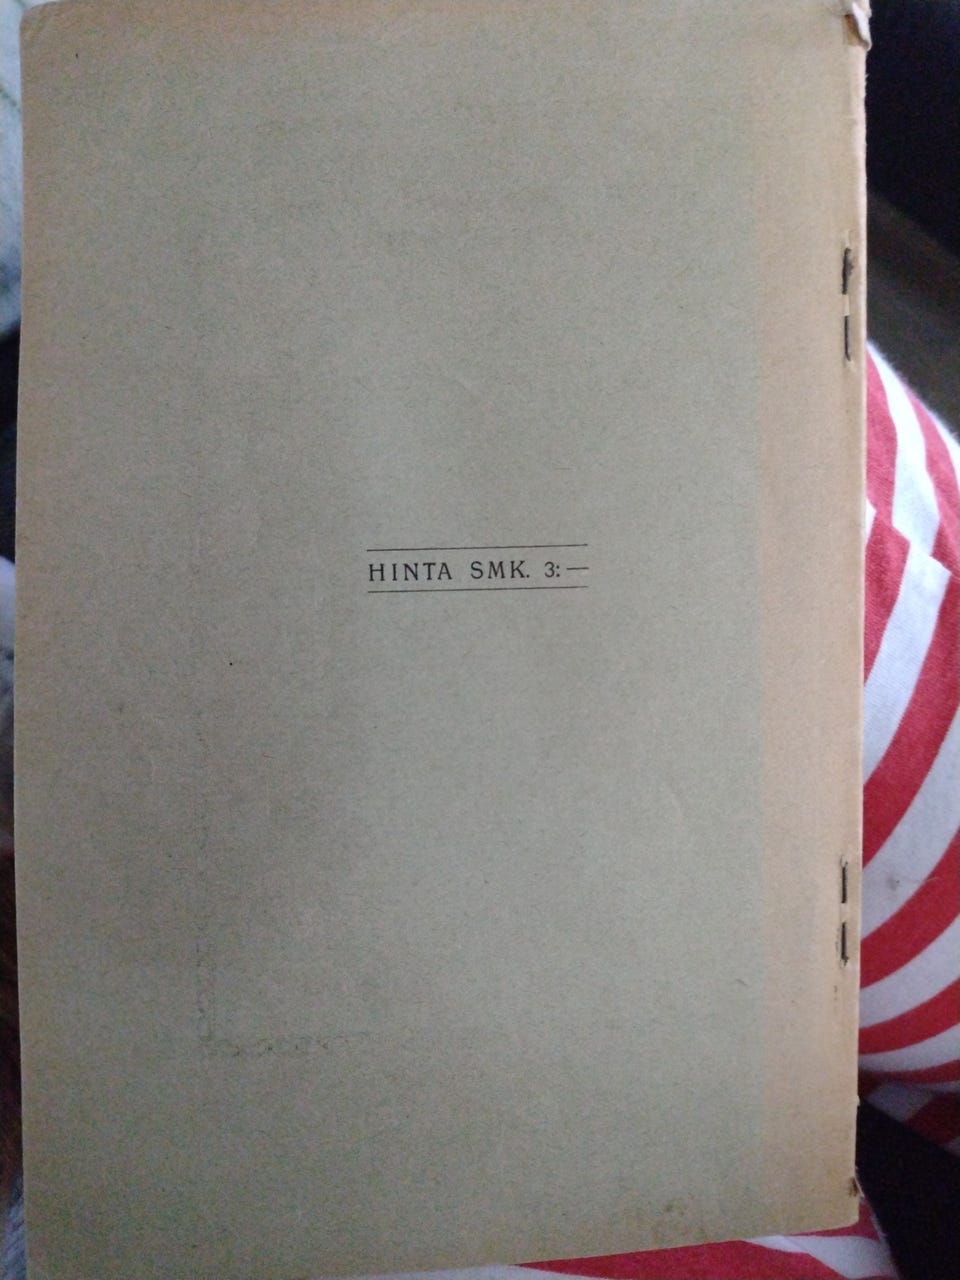 HINTA SMK. 3: —